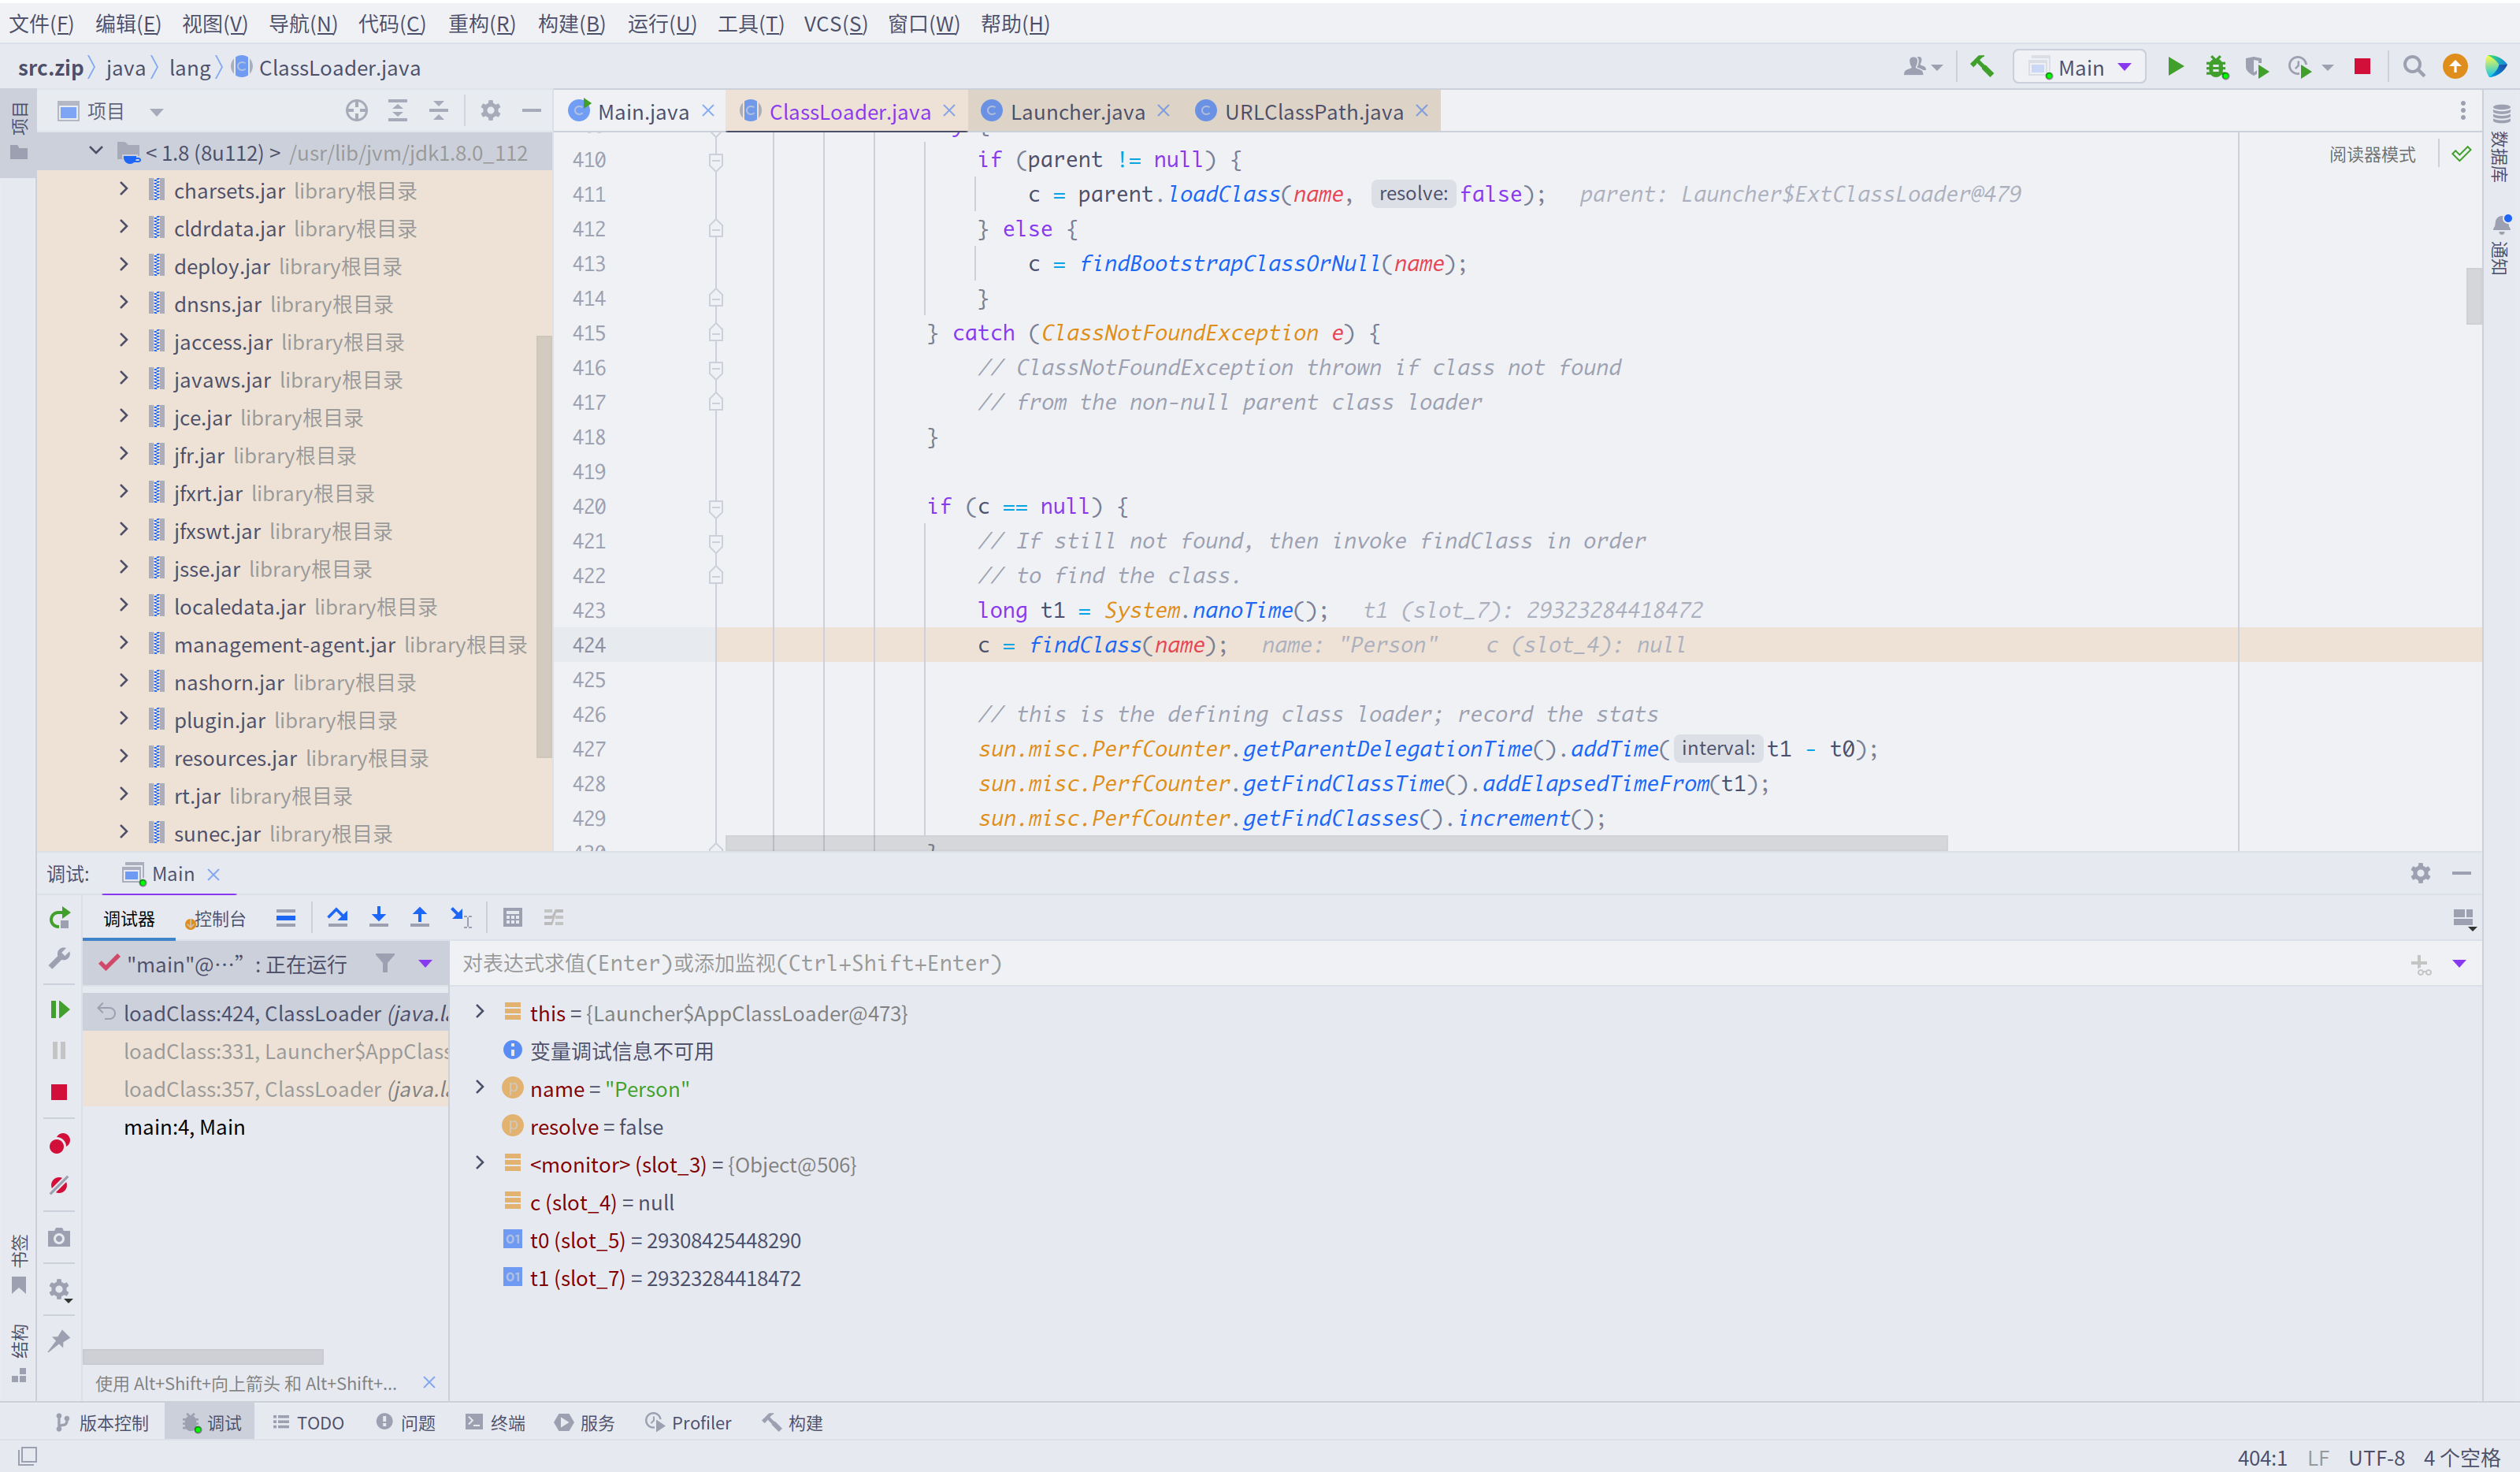 文件(F) 编辑(E) 视图(V) 导航(N) 代码(C) 重构(R) 构建(B) 运行(U) 工具(T) VCS(S) 窗口(W) 帮助(H)
src.zip java lang ClassLoader.java
Main
项目
项目
Main.java ClassLoader.java Launcher.java URLClassPath.java
< 1.8 (8u112) > /usr/lib/jvm/jdk1.8.0_112
charsets.jar library根目录
cldrdata.jar library根目录
deploy.jar library根目录
dnsns.jar library根目录
jaccess.jar library根目录
javaws.jar library根目录
jce.jar library根目录
jfr.jar library根目录
jfxrt.jar library根目录
jfxswt.jar library根目录
jsse.jar library根目录
localedata.jar library根目录
management-agent.jar library根目录
nashorn.jar library根目录
plugin.jar library根目录
resources.jar library根目录
rt.jar library根目录
sunec.jar library根目录
阅读器模式
410 if (parent != null) {
411 c = parent.loadClass(name, resolve: false); parent: Launcher$ExtClassLoader@479
412 } else {
413 c = findBootstrapClassOrNull(name);
414 }
415 } catch (ClassNotFoundException e) {
416 // ClassNotFoundException thrown if class not found
417 // from the non-null parent class loader
418 }
419
420 if (c == null) {
421 // If still not found, then invoke findClass in order
422 // to find the class.
423 long t1 = System.nanoTime(); t1 (slot_7): 29323284418472
424 c = findClass(name); name: "Person" c (slot_4): null
425
426 // this is the defining class loader; record the stats
427 sun.misc.PerfCounter.getParentDelegationTime().addTime( interval: t1 - t0);
428 sun.misc.PerfCounter.getFindClassTime().addElapsedTimeFrom(t1);
429 sun.misc.PerfCounter.getFindClasses().increment();
数据库
通知
调试: Main
调试器 控制台
"main"@…” : 正在运行
对表达式求值(Enter)或添加监视(Ctrl+Shift+Enter)
loadClass:424, ClassLoader (java.l
loadClass:331, Launcher$AppClass
loadClass:357, ClassLoader (java.l
main:4, Main
this = {Launcher$AppClassLoader@473}
变量调试信息不可用
name = "Person"
resolve = false
<monitor> (slot_3) = {Object@506}
c (slot_4) = null
t0 (slot_5) = 29308425448290
t1 (slot_7) = 29323284418472
书签
结构
使用 Alt+Shift+向上箭头 和 Alt+Shift+...
版本控制 调试 TODO 问题 终端 服务 Profiler 构建
404:1 LF UTF-8 4 个空格